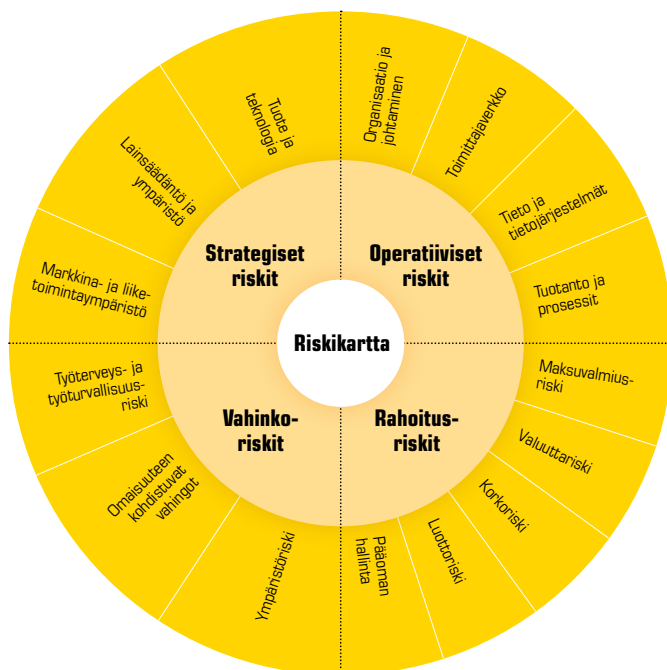 Riskikartta
Strategiset
riskit
Markkina- ja liike-
toimintaympäristö
Lainsäädäntö ja
ympäristö
Tuote ja
teknologia
Operatiiviset
riskit
Organisaatio ja
johtaminen
Toimittajaverkko
Tieto ja
tietojärjestelmät
Tuotanto ja
prosessit
Rahoitus-
riskit
Maksuvalmius-
riski
Valuuttariski
Korkoriski
Luottoriski
Pääoman
hallinta
Vahinko-
riskit
Ympäristöriski
Omaisuuteen
kohdistuvat
vahingot
Työterveys- ja
työturvallisuus-
riski